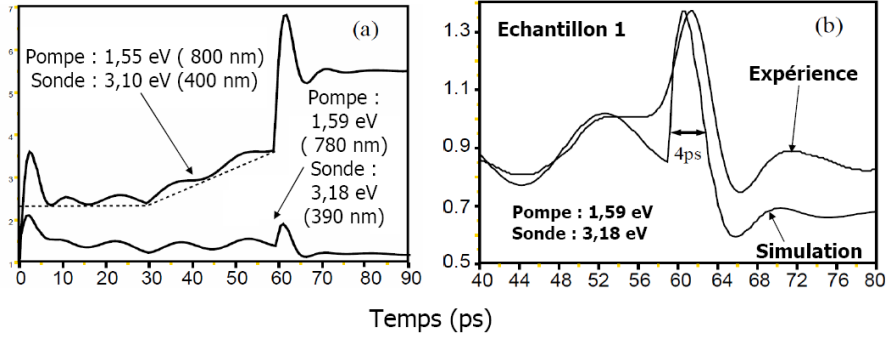 (a)
Pompe : 1,55 eV ( 800 nm)
Sonde : 3,10 eV (400 nm)
Pompe :
1,59 eV
( 780 nm)
Sonde :
3,18 eV
(390 nm)
7
6
5
4
3
2
1
0 10 20 30 40 50 60 70 80 90
Echantillon 1
(b)
Expérience
4ps
Pompe : 1,59 eV
Sonde : 3,18 eV
Simulation
1.3
1.1
0.9
0.7
0.5
40 44 48 52 56 60 64 68 72 76 80
Temps (ps)